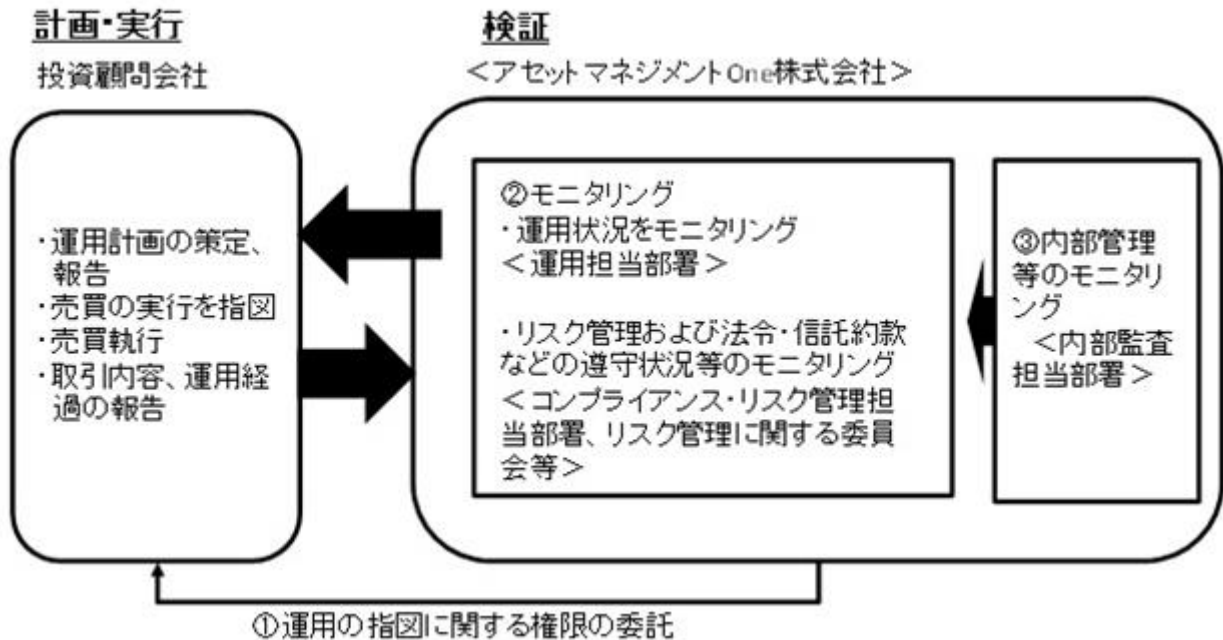 計画・実行
投資顧問会社
・運用計画の策定、
報告
・売買の実行を指図
・売買執行
・取引内容、運用経
過の報告
検証
＜アセットマネジメントOne株式会社＞
②モニタリング
・運用状況をモニタリング
＜運用担当部署＞
・リスク管理および法令・信託約款
などの遵守状況等のモニタリング
＜コンプライアンス・リスク管理担
当部署、リスク管理に関する委員
会等＞
③内部管理
等のモニタリ
ング
＜内部監査
担当部署＞
①運用の指図に関する権限の委託